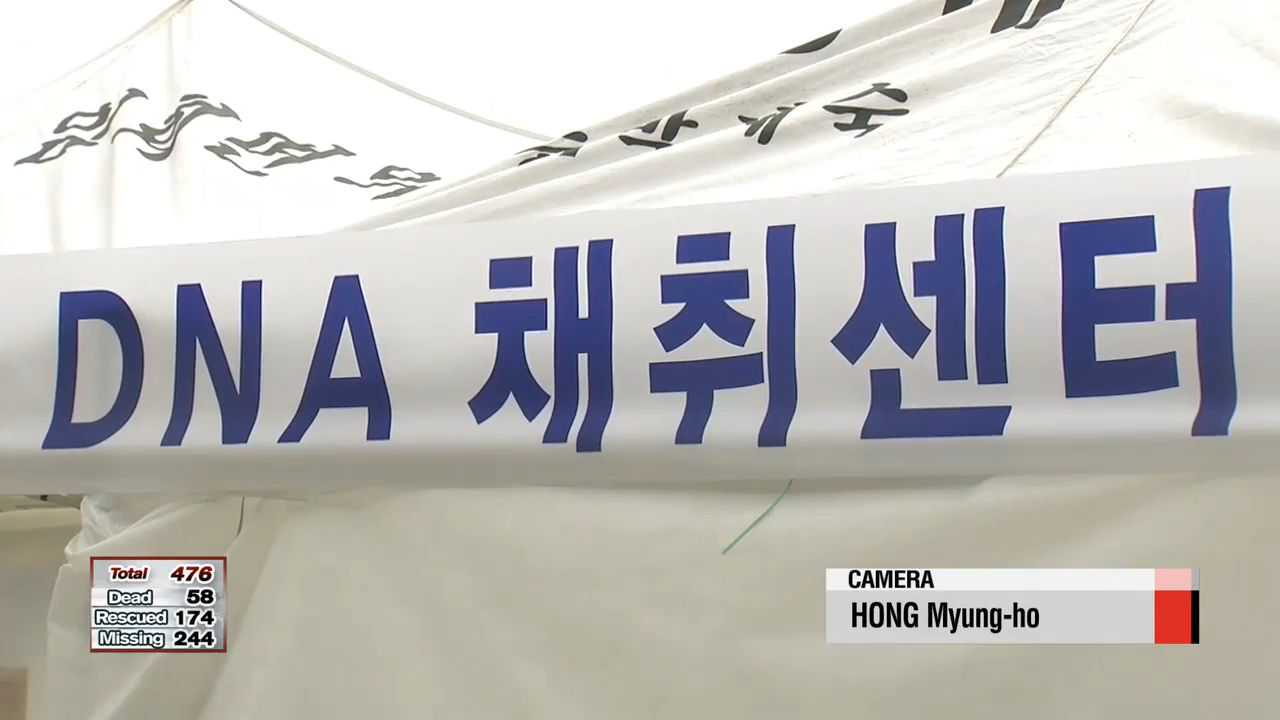 DNA 채취센터
Total 476
Dead 58
Rescued 174
Missing 244
CAMERA
HONG Myung-ho